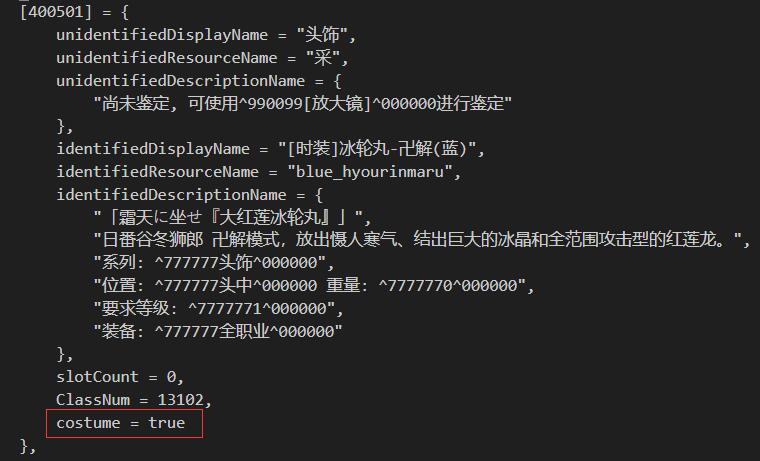 [400501] = {
unidentifiedDisplayName = "头饰",
unidentifiedResourceName = "采",
unidentifiedDescriptionName = {
"尚未鉴定, 可使用^990099[放大镜]^000000进行鉴定"
},
identifiedDisplayName = "[时装]冰轮丸-卍解(蓝)",
identifiedResourceName = "blue_hyourinmaru",
identifiedDescriptionName = {
"「霜天に坐せ『大红莲冰轮丸』」",
"日番谷冬狮郎 卍解模式，放出慑人寒气、结出巨大的冰晶和全范围攻击型的红莲龙。",
"系列: ^777777头饰^000000",
"位置: ^777777头中^000000 重量: ^7777770^000000",
"要求等级: ^7777771^000000",
"装备: ^777777全职业^000000"
},
slotCount = 0,
ClassNum = 13102,
costume = true
},